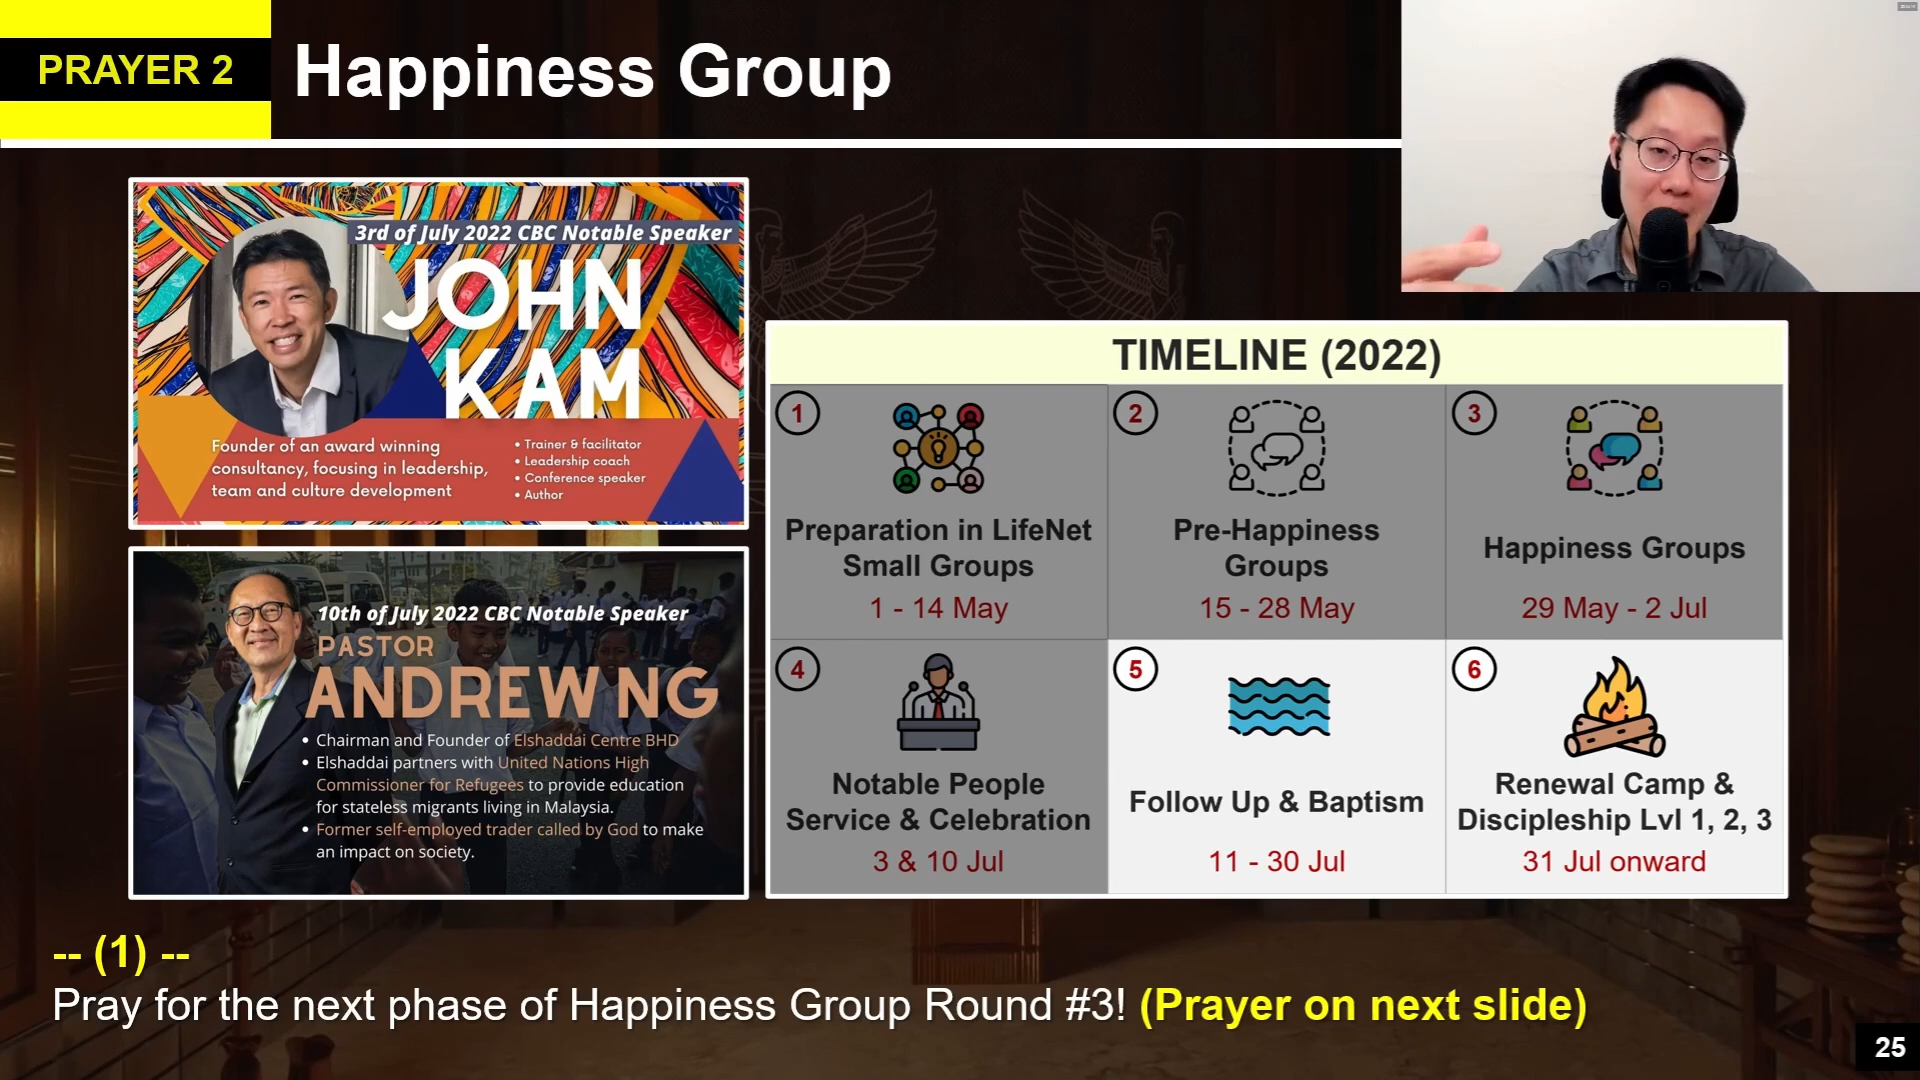 PRAYER 2
Happiness Group
3rd of July 2022 CBC Notable Speaker
JOHN
KAM
Founder of an award winning
consultancy, focusing in leadership,
team and culture development
• Trainer & facilitator
• Leadership coach
• Conference speaker
• Author
10th of July 2022 CBC Notable Speaker
PASTOR
ANDREW NG
• Chairman and Founder of Elshaddai Centre BHD
• Elshaddai partners with United Nations High
Commissioner for Refugees to provide education
for stateless migrants living in Malaysia.
• Former self-employed trader called by God to make
an impact on society.
TIMELINE (2022)
1
Preparation in LifeNet
Small Groups
1 - 14 May
2
Pre-Happiness
Groups
15 - 28 May
3
Happiness Groups
29 May - 2 Jul
4
Notable People
Service & Celebration
3 & 10 Jul
5
Follow Up & Baptism
11 - 30 Jul
6
Renewal Camp &
Discipleship Lvl 1, 2, 3
31 Jul onward
-- (1) --
Pray for the next phase of Happiness Group Round #3! (Prayer on next slide)
25